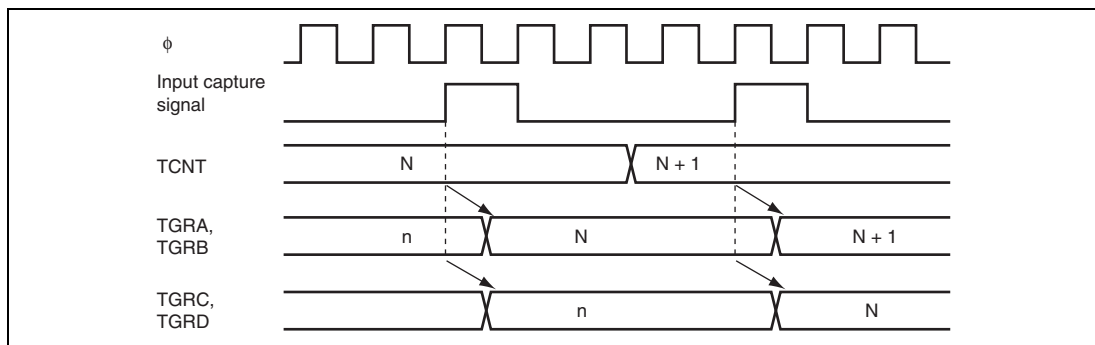 ϕ
Input capture
signal
TCNT
N
N + 1
TGRA,
TGRB
n
N
N + 1
TGRC,
TGRD
n
N